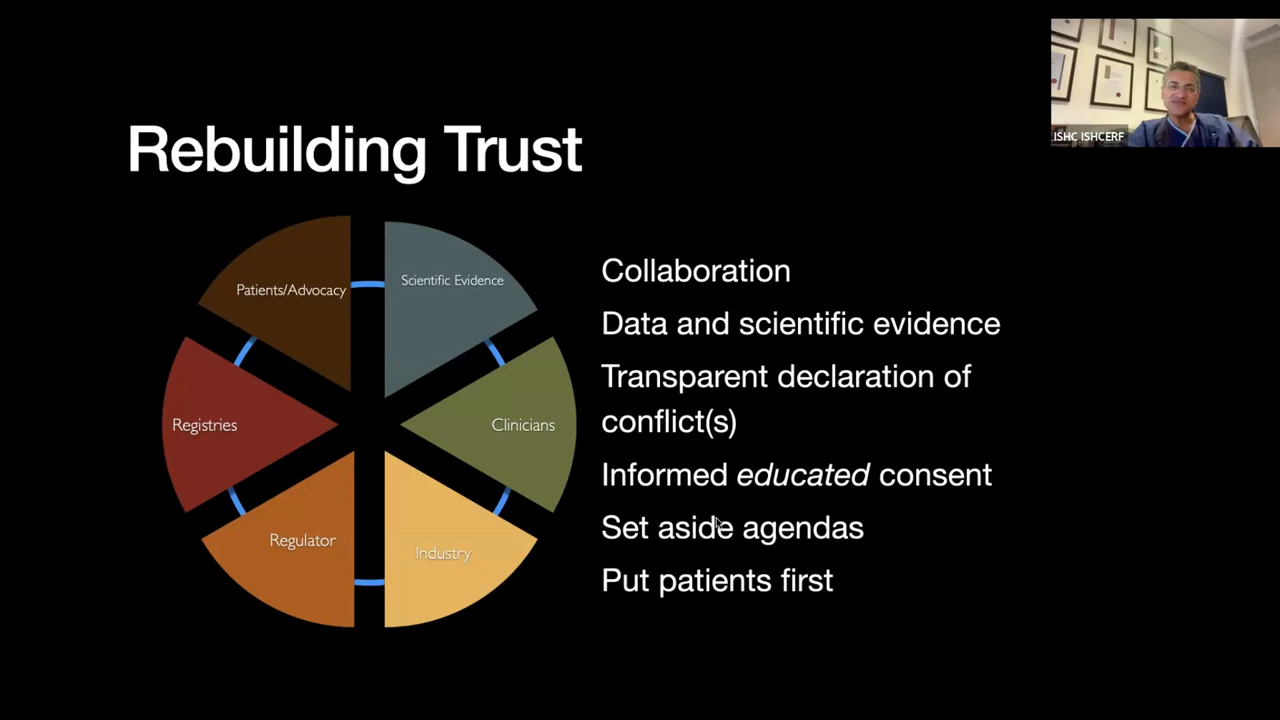 ISHC ISHCERF
Rebuilding Trust
Patients/Advocacy
Scientific Evidence
Registries
Clinicians
Regulator
Industry
Collaboration
Data and scientific evidence
Transparent declaration of
conflict(s)
Informed educated consent
Set aside agendas
Put patients first